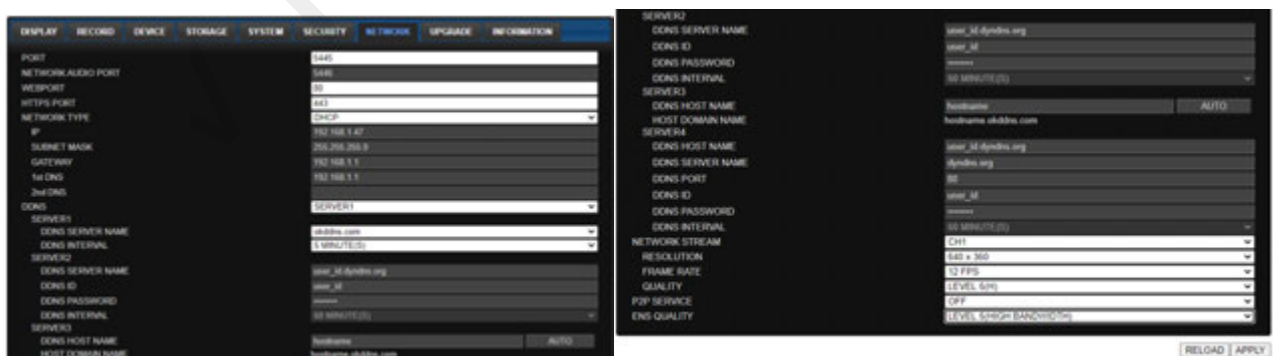 DISPLAY RECORD DEVICE STORAGE SYSTEM SECURITY NETWORK UPGRADE INFORMATION
PORT 5445
NETWORK AUDIO PORT 5446
WEBPORT 80
HTTPS PORT 443
NETWORK TYPE DHCP
IP 192.168.1.47
SUBNET MASK 255.255.255.0
GATEWAY 192.168.1.1
1st DNS 192.168.1.1
2nd DNS
DDNS SERVER1
SERVER1
DDNS SERVER NAME okddns.com
DDNS INTERVAL 5 MINUTE(S)
SERVER2
DDNS SERVER NAME user_id.dyndns.org
DDNS ID user_id
DDNS PASSWORD
DDNS INTERVAL 60 MINUTE(S)
SERVER3
DDNS HOST NAME hostname AUTO
HOST DOMAIN NAME hostname.okddns.com
SERVER2
DDNS SERVER NAME user_id.dyndns.org
DDNS ID user_id
DDNS PASSWORD
DDNS INTERVAL 60 MINUTE(S)
SERVER3
DDNS HOST NAME hostname AUTO
HOST DOMAIN NAME hostname.okddns.com
SERVER4
DDNS HOST NAME user_id.dyndns.org
DDNS SERVER NAME dyndns.org
DDNS PORT 80
DDNS ID user_id
DDNS PASSWORD
DDNS INTERVAL 60 MINUTE(S)
NETWORK STREAM CH1
RESOLUTION 640 x 360
FRAME RATE 12 FPS
QUALITY LEVEL 6(H)
P2P SERVICE OFF
ENS QUALITY LEVEL 6(HIGH BANDWIDTH)
RELOAD APPLY